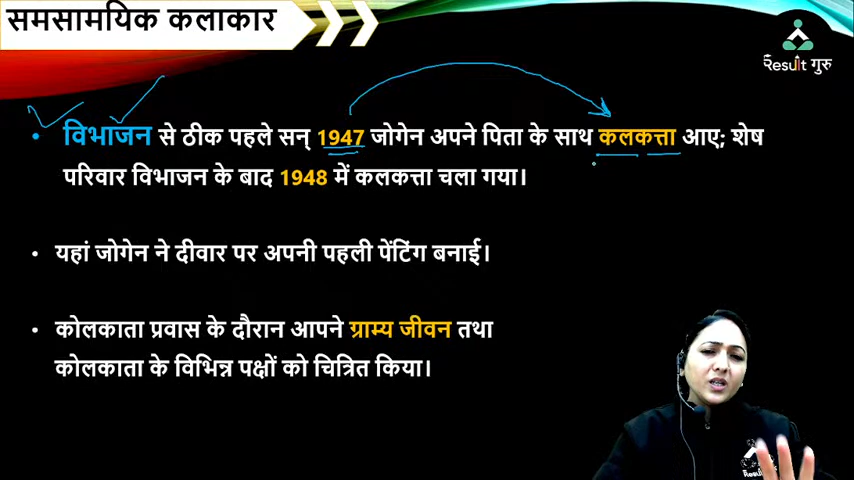 समसामयिक कलाकार
Result गुरु
• विभाजन से ठीक पहले सन् 1947 जोगेन अपने पिता के साथ कलकत्ता आए; शेष
परिवार विभाजन के बाद 1948 में कलकत्ता चला गया।
• यहां जोगेन ने दीवार पर अपनी पहली पेंटिंग बनाई।
• कोलकाता प्रवास के दौरान आपने ग्राम्य जीवन तथा
कोलकाता के विभिन्न पक्षों को चित्रित किया।